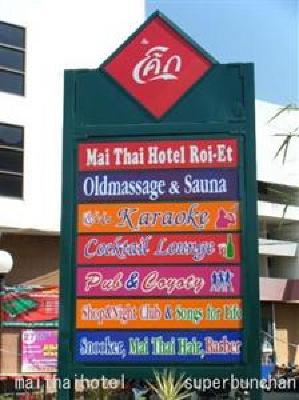 โค้ก
Mai Thai Hotel Roi-Et
Oldmassage & Sauna
Karaoke
Cocktail Lounge
Pub & Coyoty
Shop&Night Club & Songs for Life
Snooker, Mai Thai Hair, Barber
maithaihotel / superbunchan